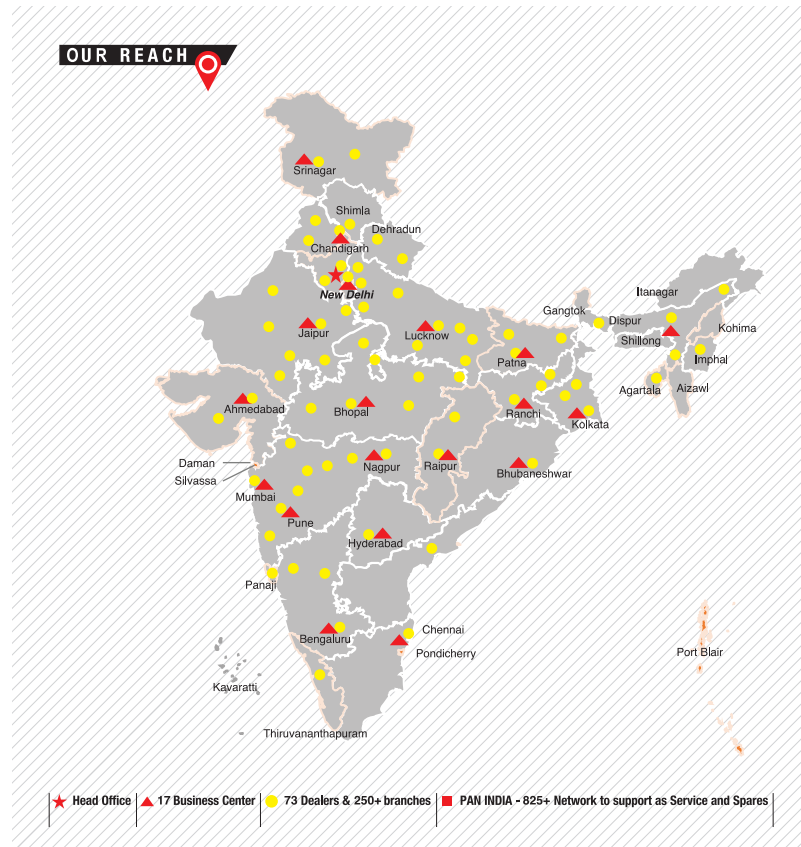 OUR REACH
Srinagar
Shimla
Dehradun
Chandigarh
New Delhi
Itanagar
Gangtok
Dispur
Kohima
Jaipur
Lucknow
Shillong
Patna
Imphal
Agartala
Aizawl
Ahmedabad
Bhopal
Ranchi
Kolkata
Daman
Silvassa
Nagpur
Raipur
Bhubaneshwar
Mumbai
Pune
Hyderabad
Panaji
Chennai
Bengaluru
Pondicherry
Port Blair
Kavaratti
Thiruvananthapuram
Head Office
17 Business Center
73 Dealers & 250+ branches
PAN INDIA - 825+ Network to support as Service and Spares